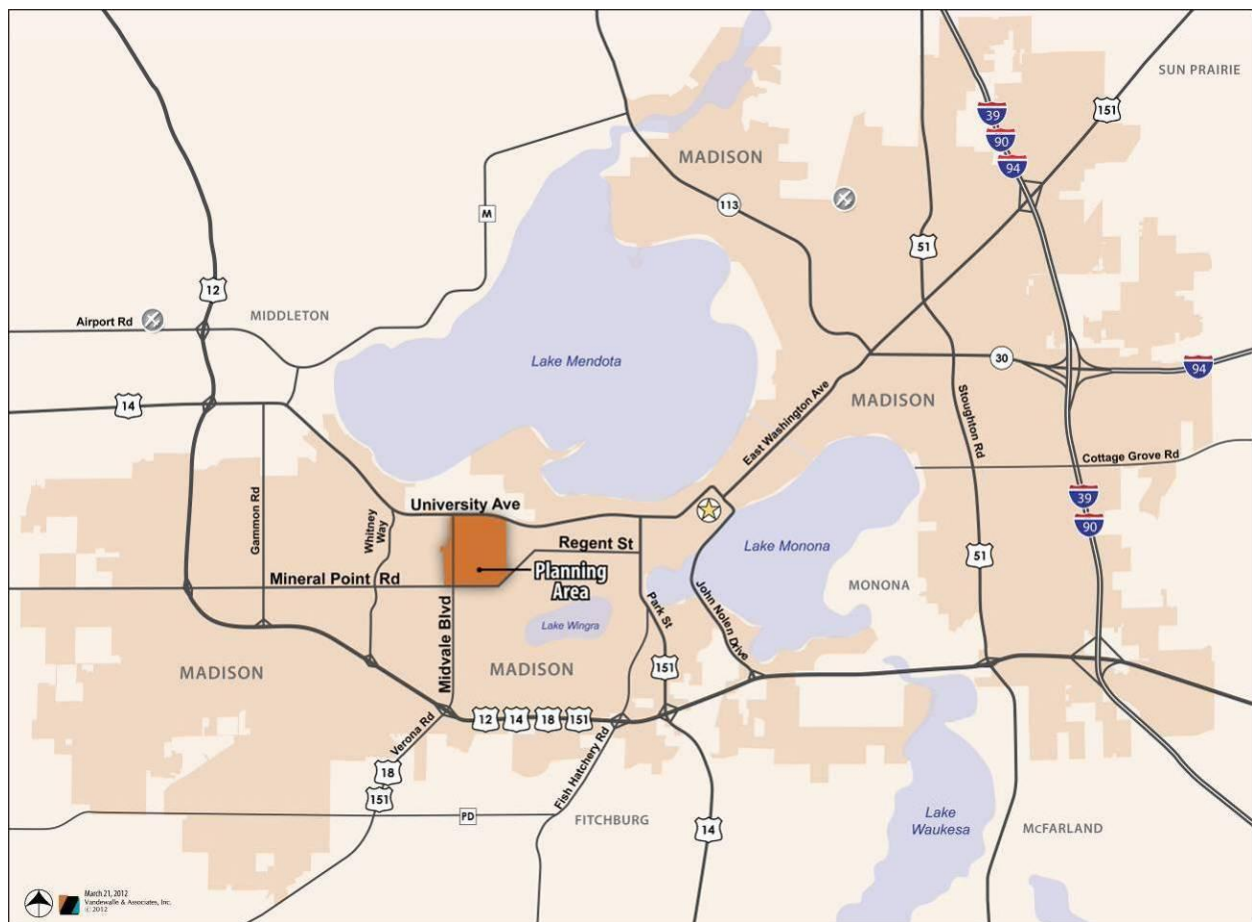 SUN PRAIRIE
151
39
90
94
MADISON
113
M
51
12
MIDDLETON
Airport Rd
Lake Mendota
30
94
14
MADISON
East Washington Ave
Stoughton Rd
Cottage Grove Rd
University Ave
39
90
Gammon Rd
Whitney
Way
Regent St
Lake Monona
51
Planning
Area
Mineral Point Rd
MONONA
Park St
John Nolen Drive
Lake Wingra
Midvale Blvd
MADISON
MADISON
151
12
14
18
151
Verona Rd
Fish Hatchery Rd
18
151
PD
FITCHBURG
14
Lake
Waukesa
McFARLAND
March 21, 2012
Vandewalle & Associates, Inc.
© 2012